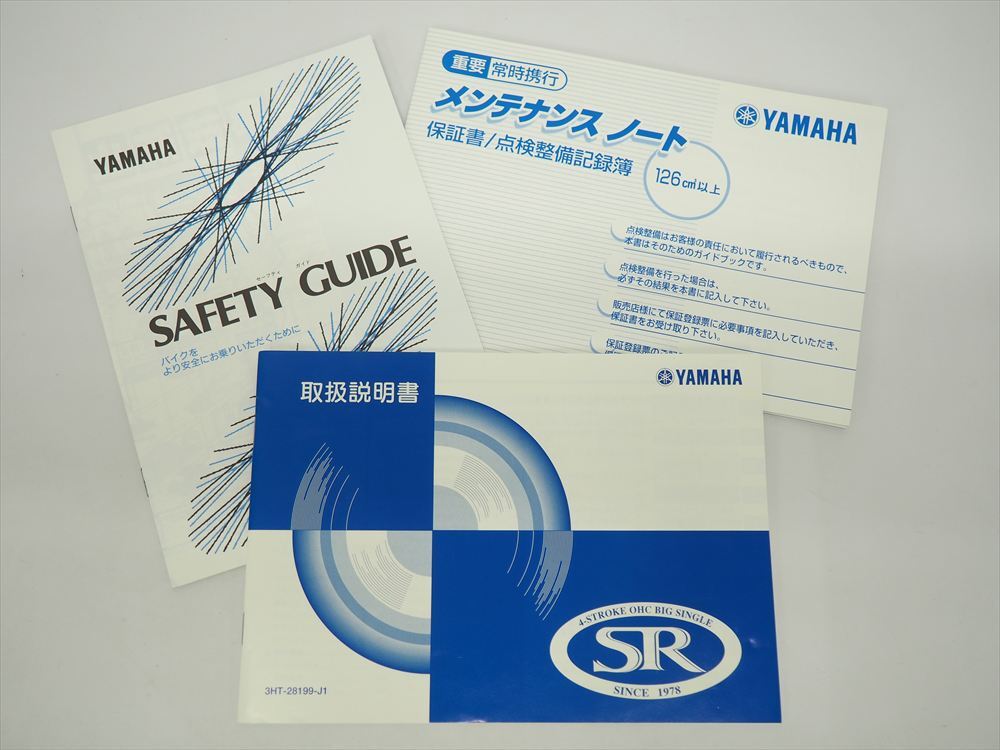 YAMAHA
SAFETY GUIDE
セーフティ ガイド
バイクを
より安全にお乗りいただくために
重要 常時携行
メンテナンス ノート
保証書/点検整備記録簿
126㎤以上
YAMAHA
点検整備はお客様の責任において履行されるべきもので、
本書はそのためのガイドブックです。
点検整備を行った場合は、
必ずその結果を本書に記入して下さい。
販売店様にて保証登録票に必要事項を記入していただき、
保証書をお受け取り下さい。
保証登録票のご記
取扱説明書
YAMAHA
4-STROKE OHC BIG SINGLE
SR
SINCE 1978
3HT-28199-J1